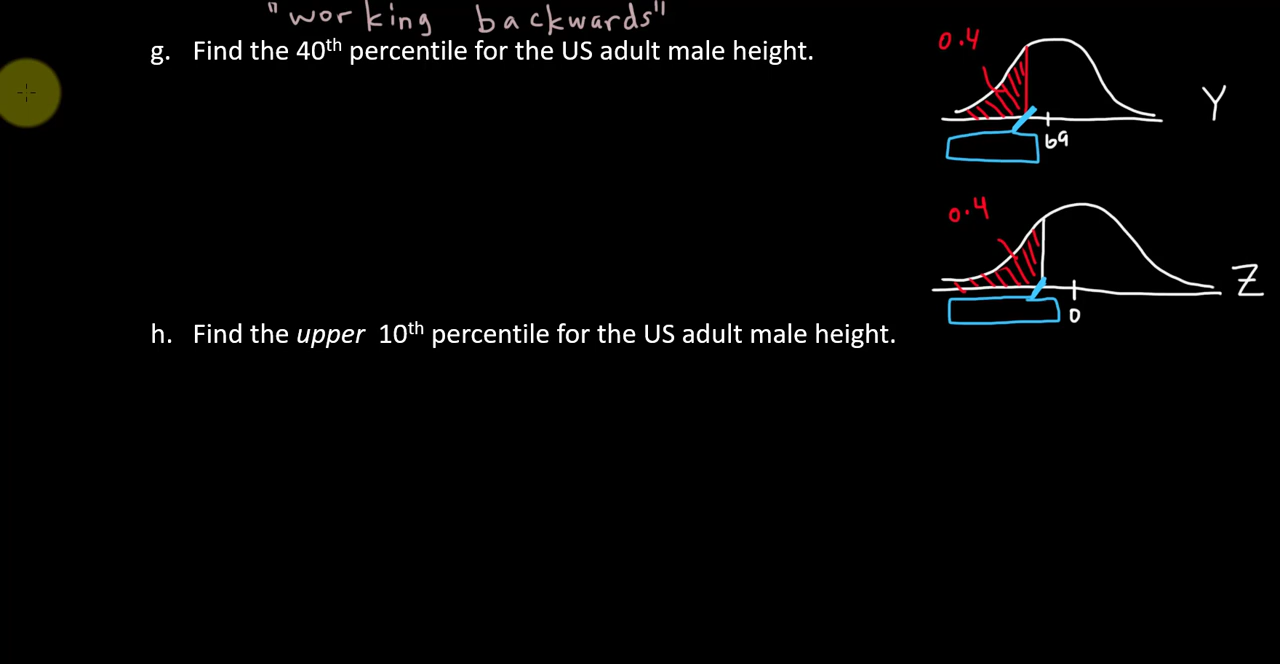 "working backwards"
g. Find the 40th percentile for the US adult male height.
0.4
Y
69
0.4
Z
0
h. Find the upper 10th percentile for the US adult male height.